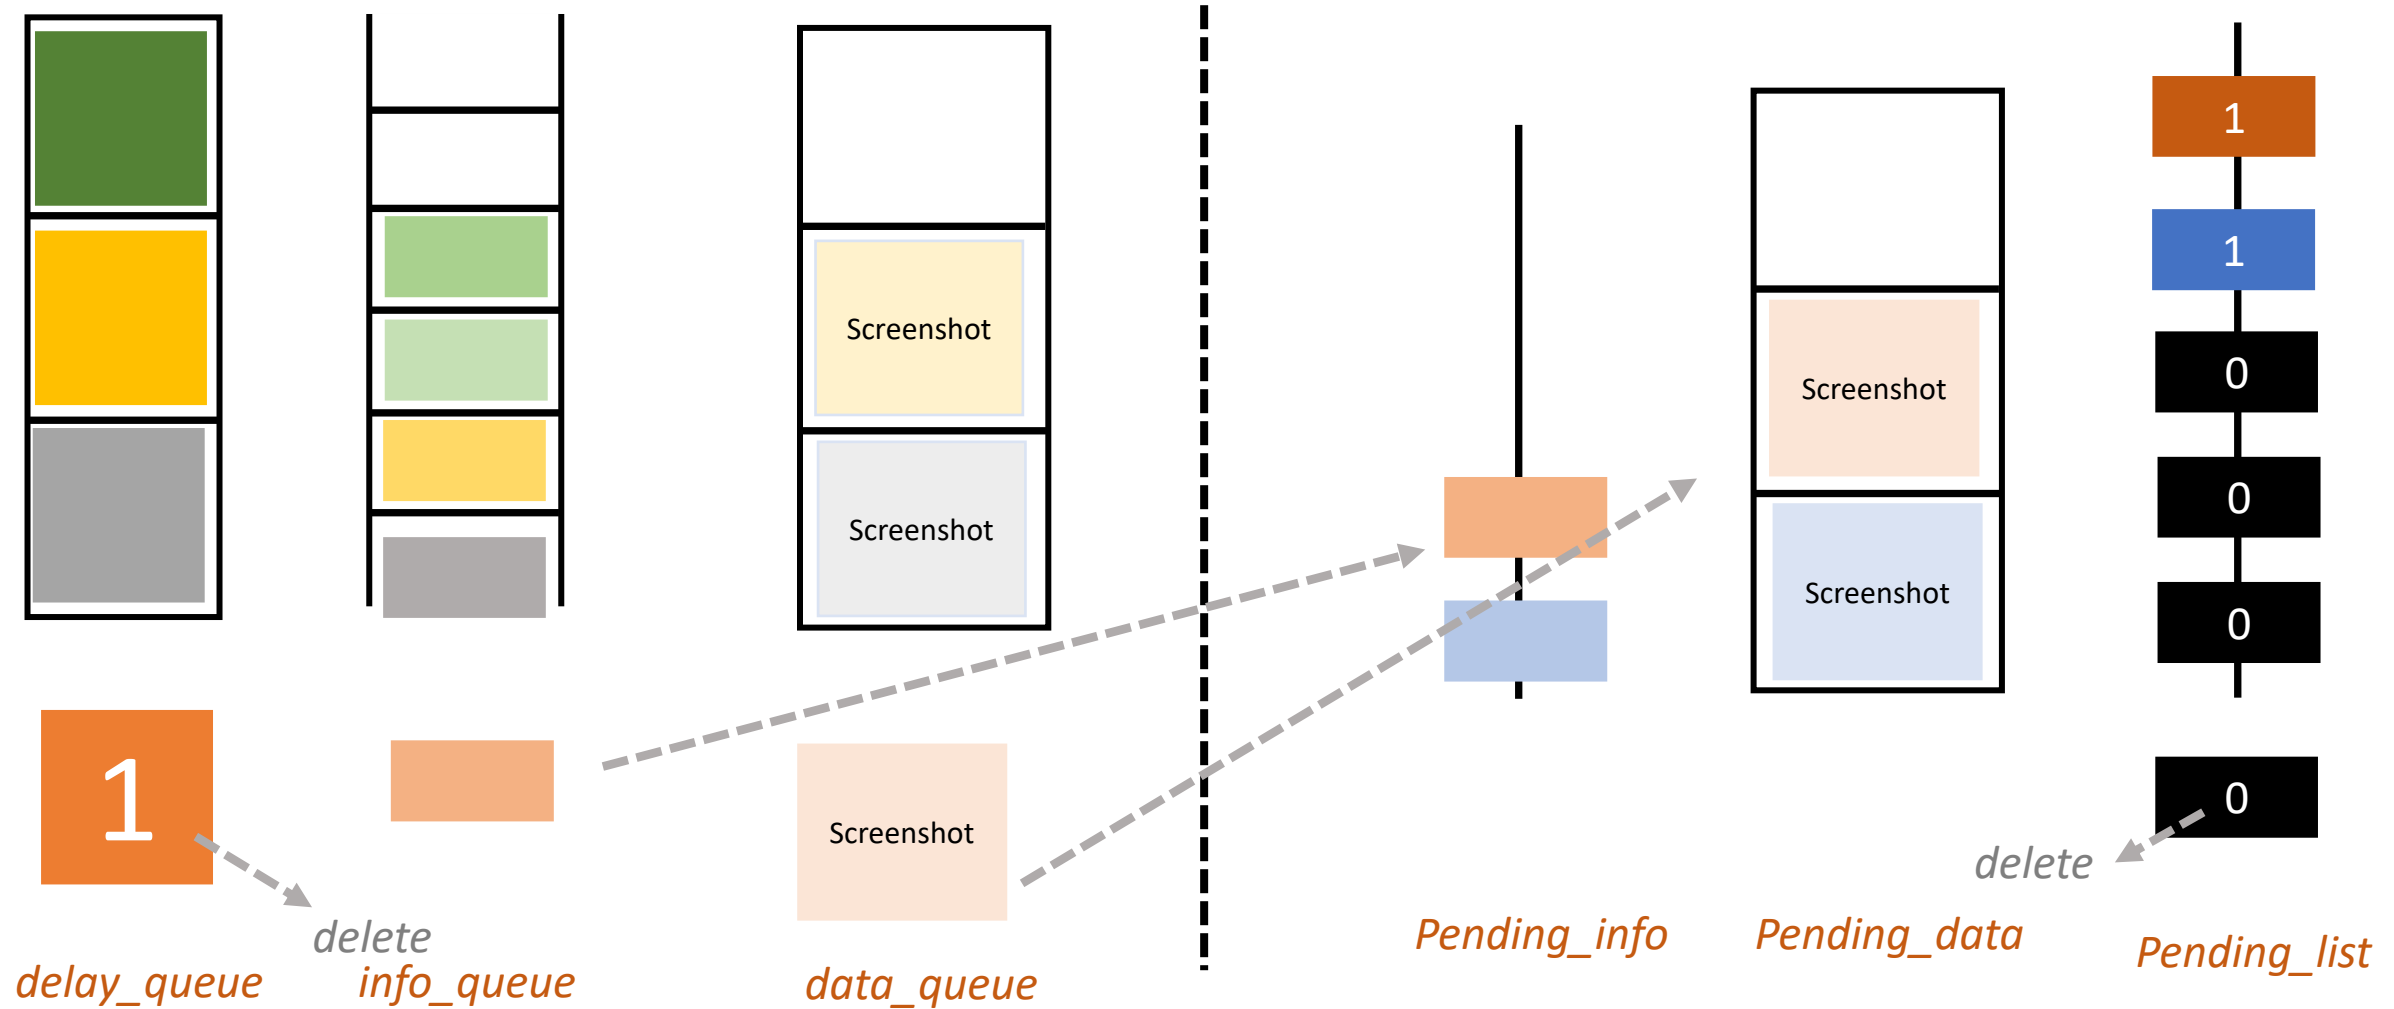 1
1
Screenshot
0
Screenshot
0
Screenshot
Screenshot
0
1
Screenshot
0
delete
delete
delay_queue
info_queue
data_queue
Pending_info
Pending_data
Pending_list